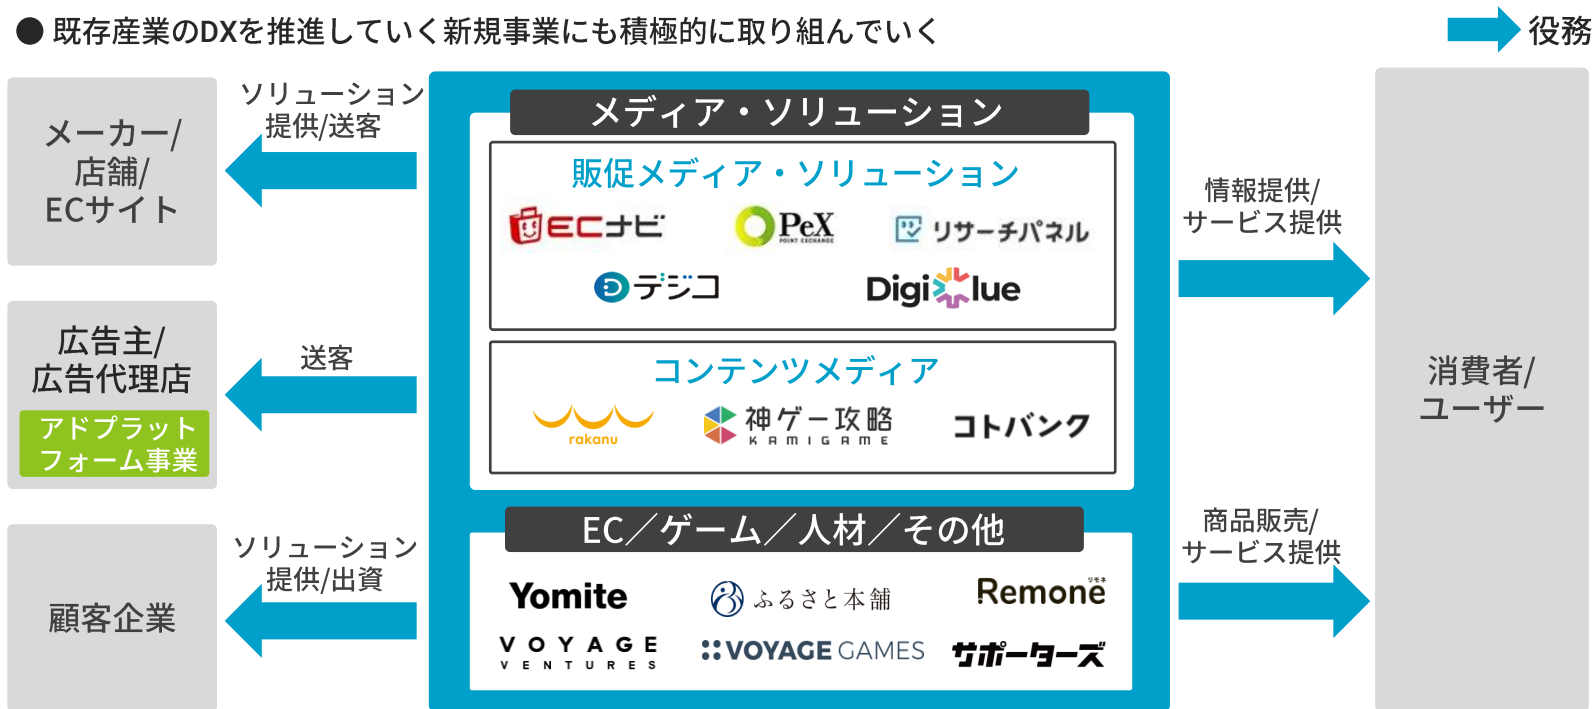 ● 既存産業のDXを推進していく新規事業にも積極的に取り組んでいく
役務
メーカー/
店舗/
ECサイト
ソリューション
提供/送客
広告主/
広告代理店
アドプラット
フォーム事業
送客
顧客企業
ソリューション
提供/出資
メディア・ソリューション
販促メディア・ソリューション
ECナビ
PeX
POINT EXCHANGE
リサーチパネル
デジコ
Digiclue
コンテンツメディア
rakanu
神ゲー攻略
KAMIGAME
コトバンク
EC／ゲーム／人材／その他
Yomite
ふるさと本舗
リモネ
Remone
VOYAGE
VENTURES
VOYAGE GAMES
サポーターズ
情報提供/
サービス提供
商品販売/
サービス提供
消費者/
ユーザー